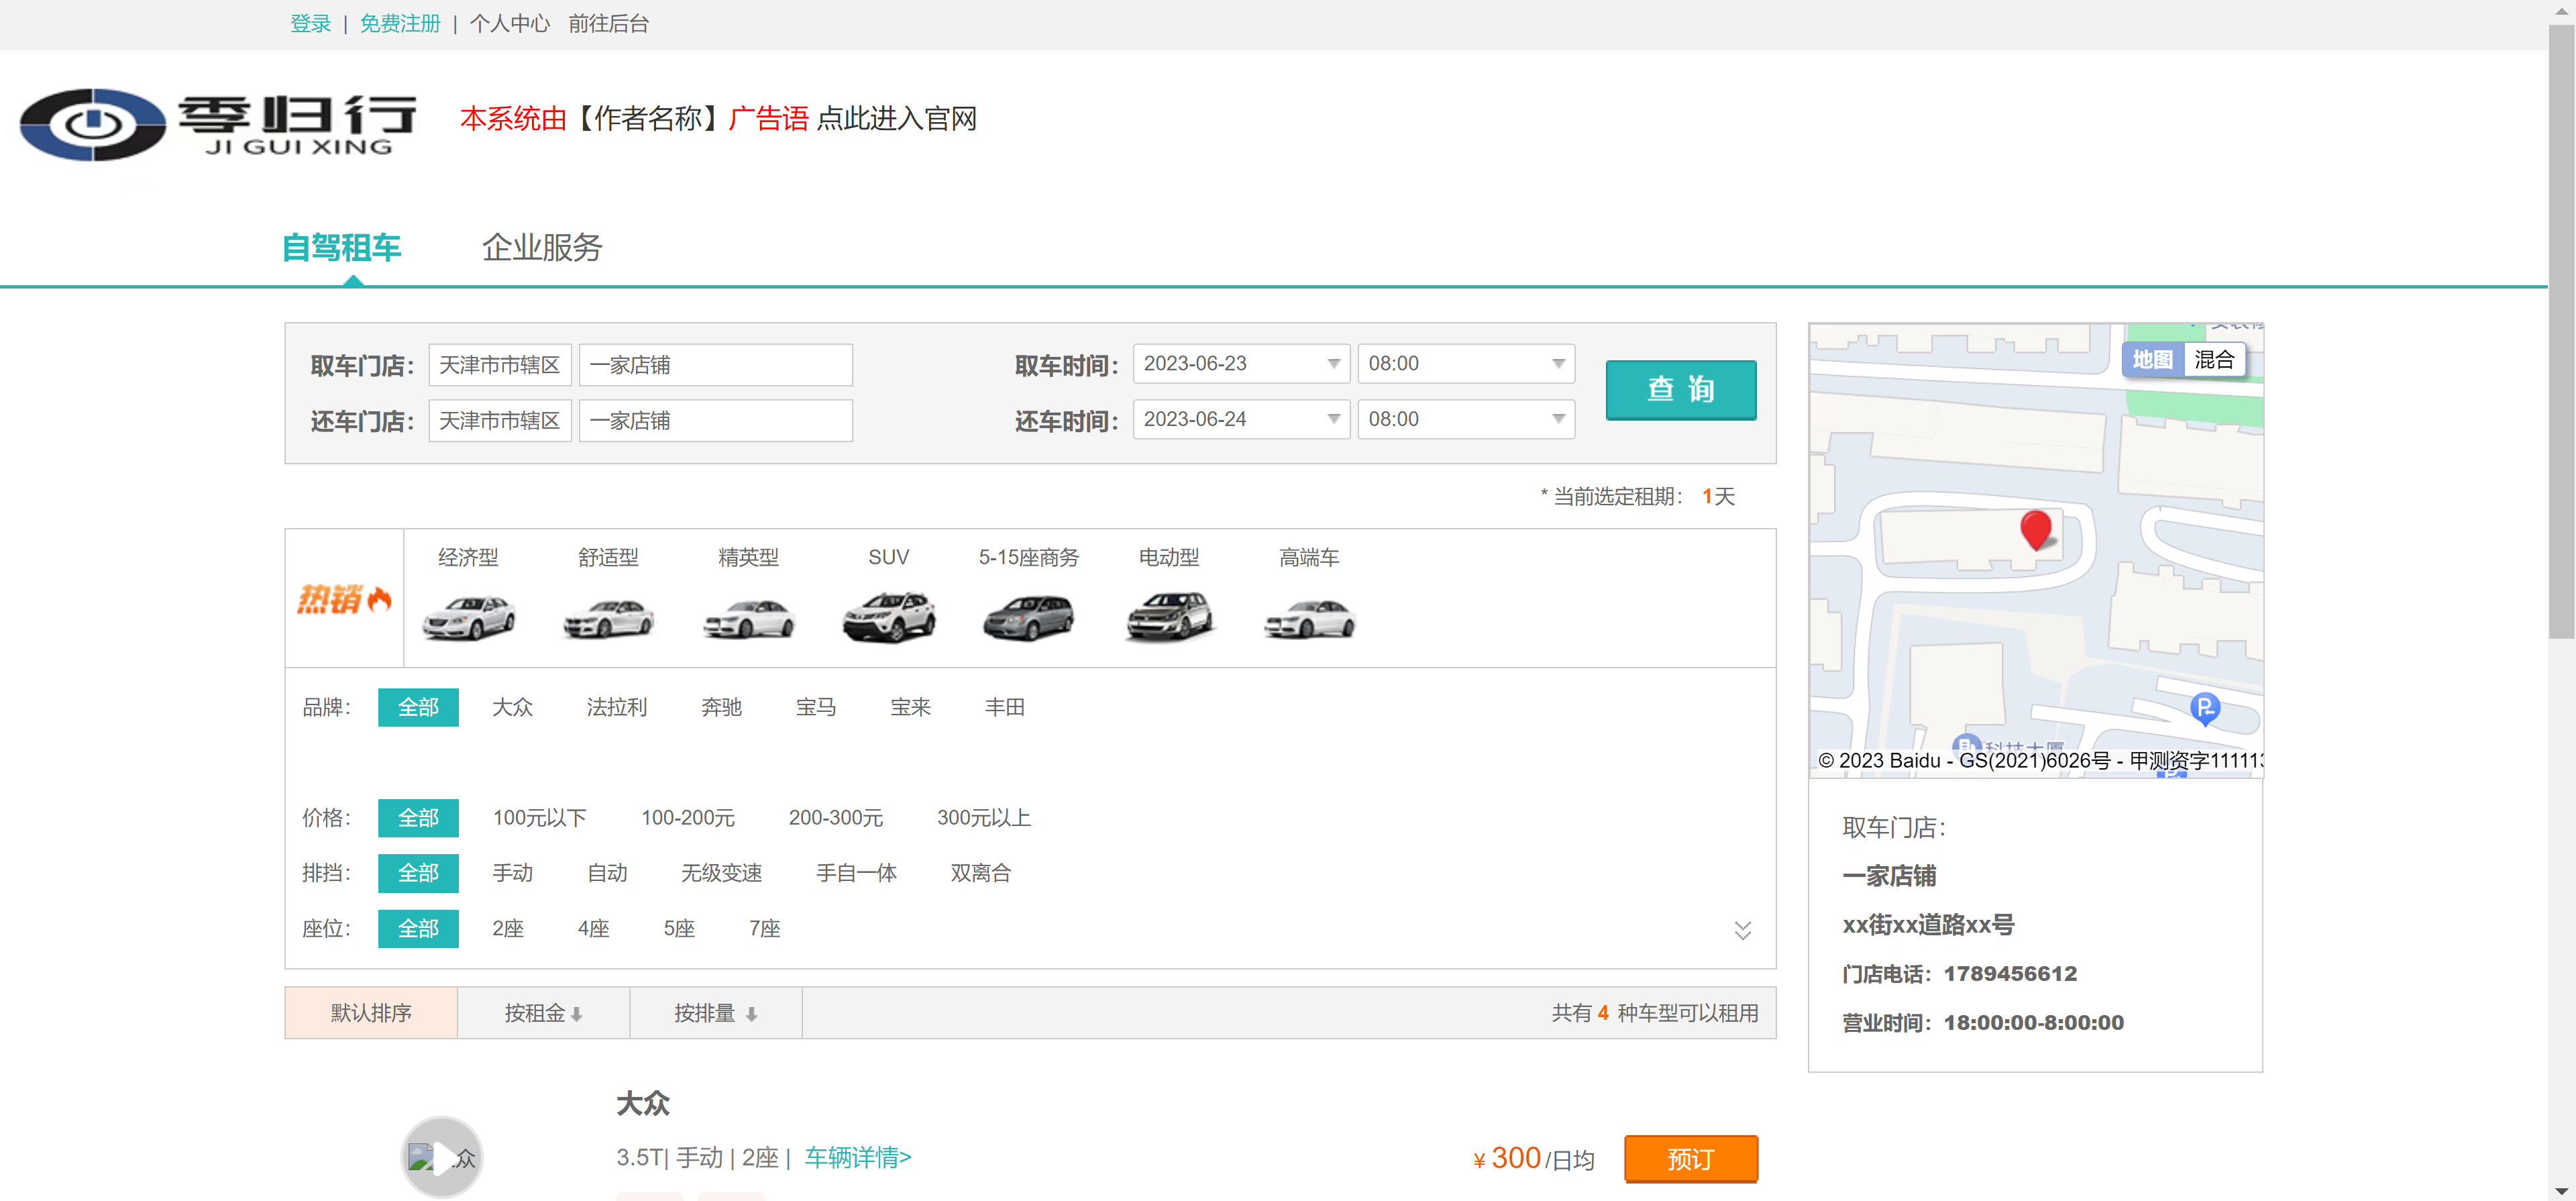 登录 | 免费注册 | 个人中心 前往后台
季归行
JI GUI XING
本系统由【作者名称】广告语 点此进入官网
自驾租车 企业服务
取车门店： 天津市市辖区 一家店铺 取车时间： 2023-06-23 08:00
还车门店： 天津市市辖区 一家店铺 还车时间： 2023-06-24 08:00
查 询
* 当前选定租期： 1天
热销
经济型 舒适型 精英型 SUV 5-15座商务 电动型 高端车
品牌： 全部 大众 法拉利 奔驰 宝马 宝来 丰田
价格： 全部 100元以下 100-200元 200-300元 300元以上
排挡： 全部 手动 自动 无级变速 手自一体 双离合
座位： 全部 2座 4座 5座 7座
默认排序 按租金 按排量 共有 4 种车型可以租用
大众
众
3.5T| 手动 | 2座 | 车辆详情>
¥ 300 /日均 预订
地图 混合
P
科技大厦
© 2023 Baidu - GS(2021)6026号 - 甲测资字11111
取车门店：
一家店铺
xx街xx道路xx号
门店电话：1789456612
营业时间：18:00:00-8:00:00